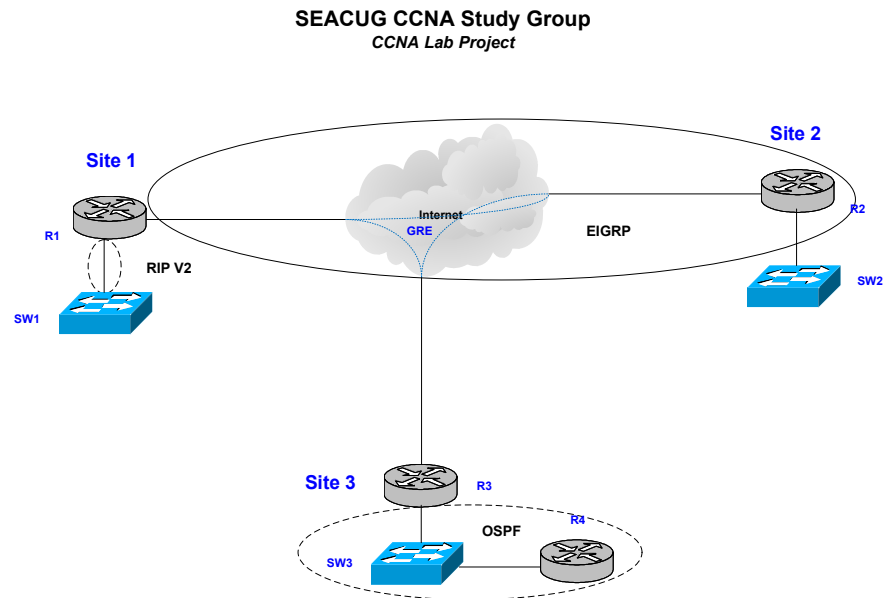 SEACUG CCNA Study Group
CCNA Lab Project
Site 2
Site 1
R2
Internet
R1
GRE
EIGRP
RIP V2
SW2
SW1
Site 3
R3
R4
OSPF
SW3